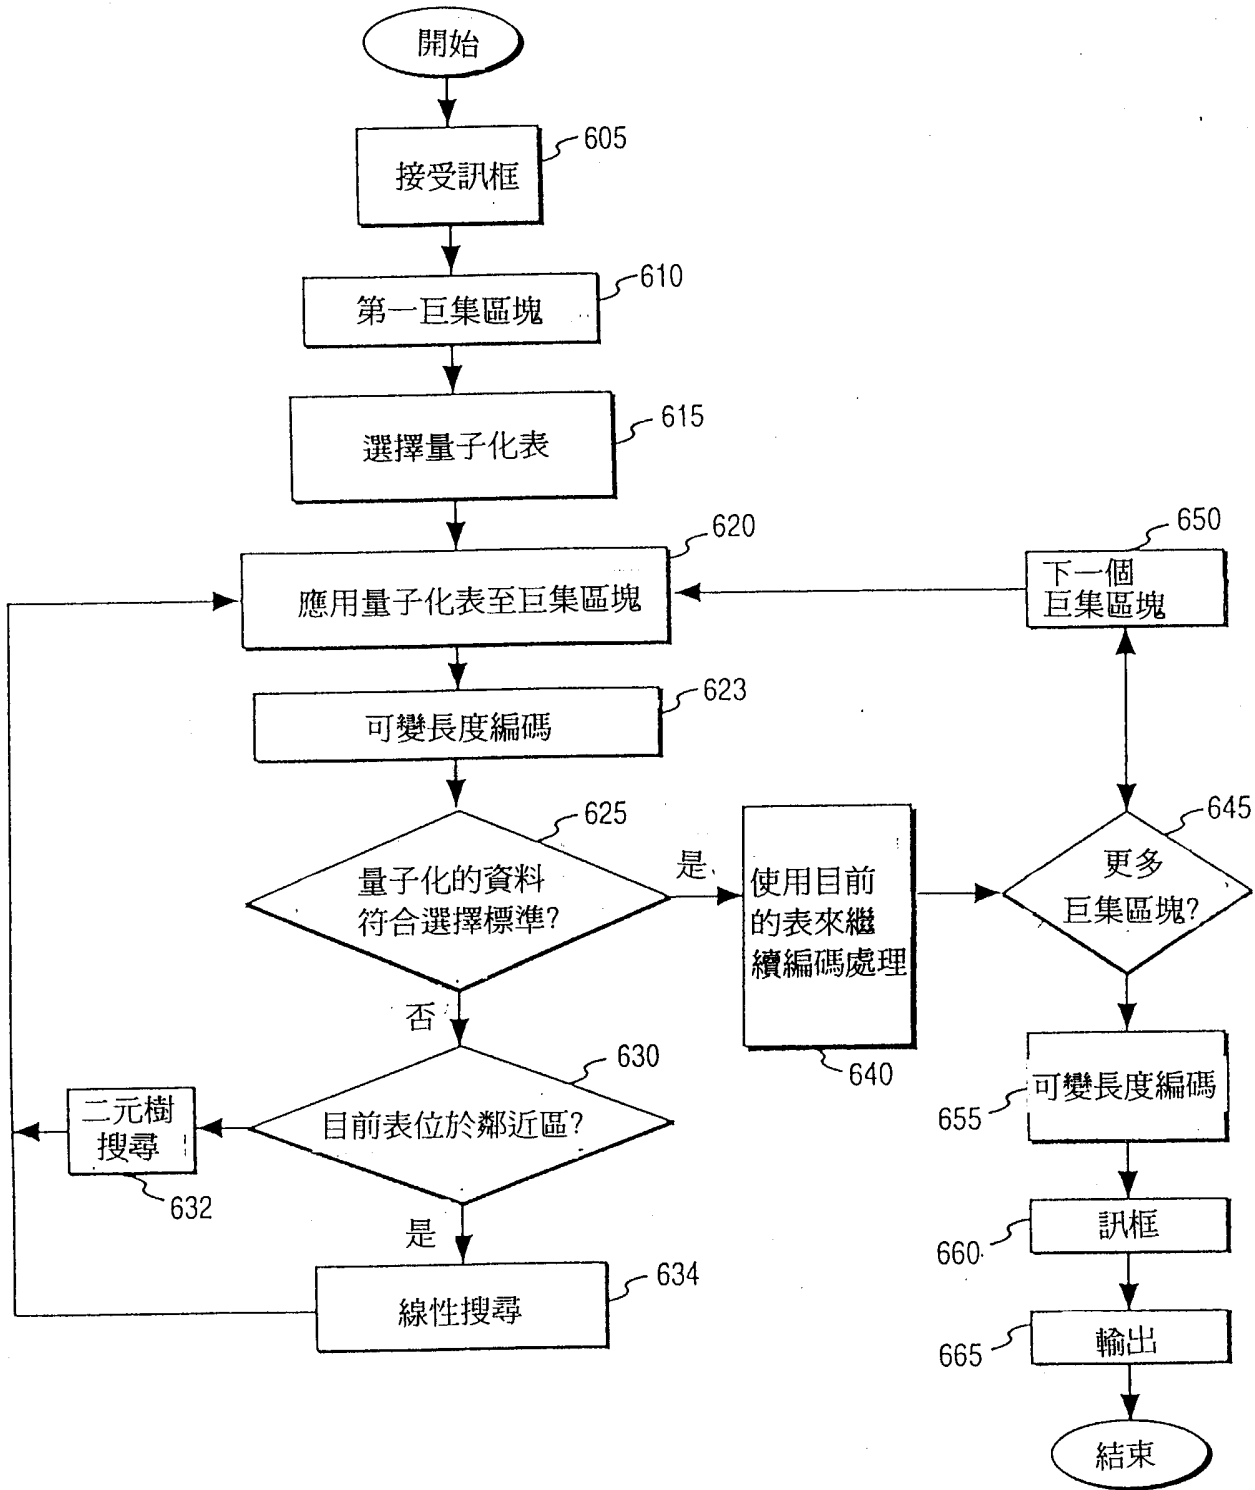 開始
接受訊框
605
第一巨集區塊
610
選擇量子化表
615
應用量子化表至巨集區塊
620
下一個
巨集區塊
650
可變長度編碼
623
量子化的資料
符合選擇標準?
625
是
使用目前
的表來繼
續編碼處理
640
更多
巨集區塊?
645
否
目前表位於鄰近區?
630
二元樹
搜尋
632
是
線性搜尋
634
可變長度編碼
655
訊框
660
輸出
665
結束